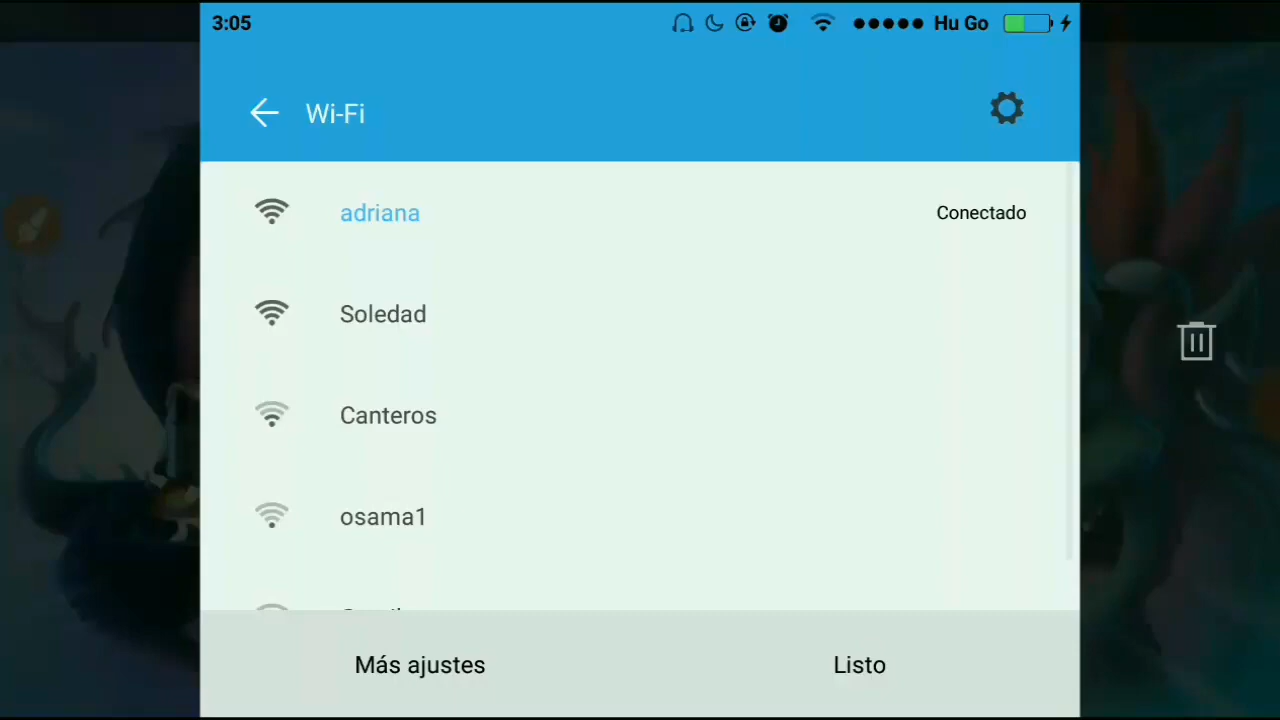 3:05
Hu Go
Wi-Fi
adriana
Conectado
Soledad
Canteros
osama1
Más ajustes
Listo